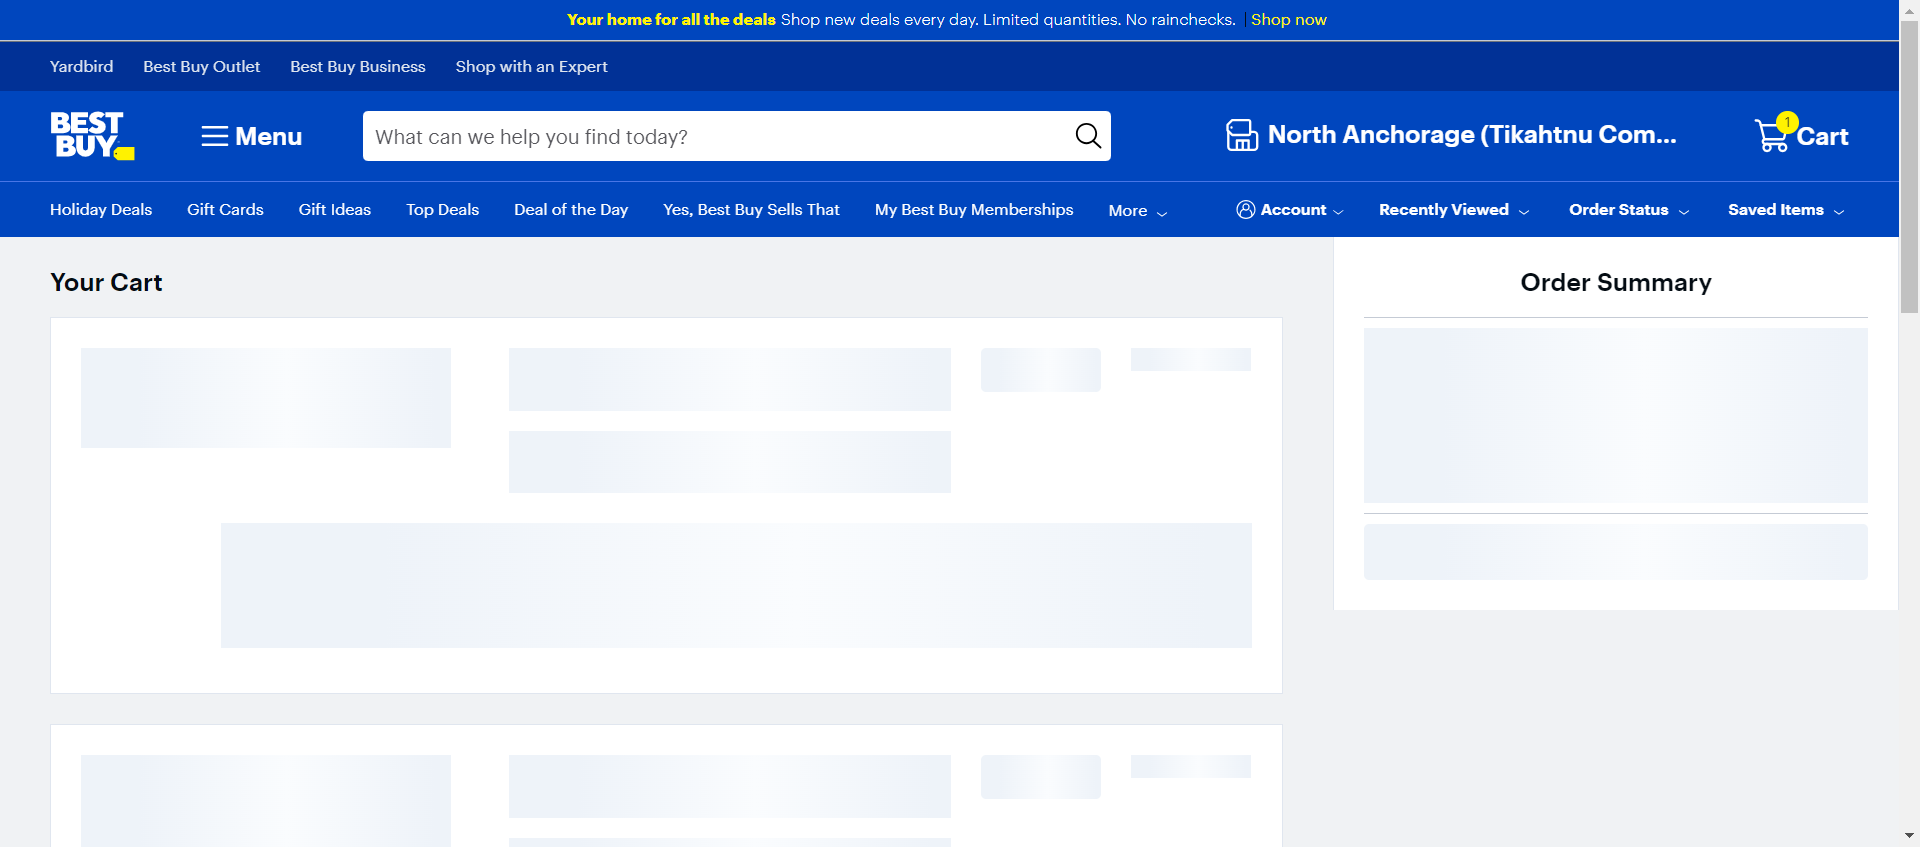 Your home for all the deals Shop new deals every day. Limited quantities. No rainchecks. | Shop now
Yardbird Best Buy Outlet Best Buy Business Shop with an Expert
BEST BUY
Menu
What can we help you find today?
North Anchorage (Tikahtnu Com...
1
Cart
Holiday Deals Gift Cards Gift Ideas Top Deals Deal of the Day Yes, Best Buy Sells That My Best Buy Memberships More Account Recently Viewed Order Status Saved Items
Your Cart
Order Summary